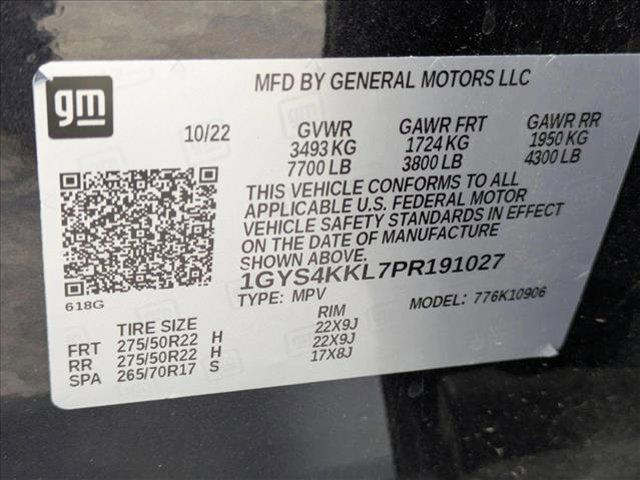 gm
MFD BY GENERAL MOTORS LLC
10/22 GVWR GAWR FRT GAWR RR
3493 KG 1724 KG 1950 KG
7700 LB 3800 LB 4300 LB
THIS VEHICLE CONFORMS TO ALL
APPLICABLE U.S. FEDERAL MOTOR
VEHICLE SAFETY STANDARDS IN EFFECT
ON THE DATE OF MANUFACTURE
SHOWN ABOVE.
1GYS4KKL7PR191027
618G TYPE: MPV MODEL: 776K10906
TIRE SIZE RIM
FRT 275/50R22 H 22X9J
RR 275/50R22 H 22X9J
SPA 265/70R17 S 17X8J